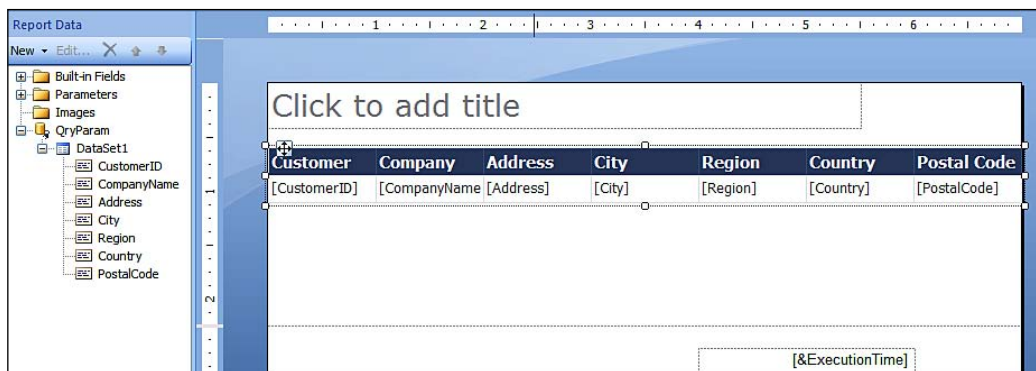 Report Data
New Edit...
Built-in Fields
Parameters
Images
QryParam
DataSet1
CustomerID
CompanyName
Address
City
Region
Country
PostalCode
1 2 3 4 5 6
1
2
Click to add title
Customer Company Address City Region Country Postal Code
[CustomerID] [CompanyName [Address] [City] [Region] [Country] [PostalCode]
[&ExecutionTime]